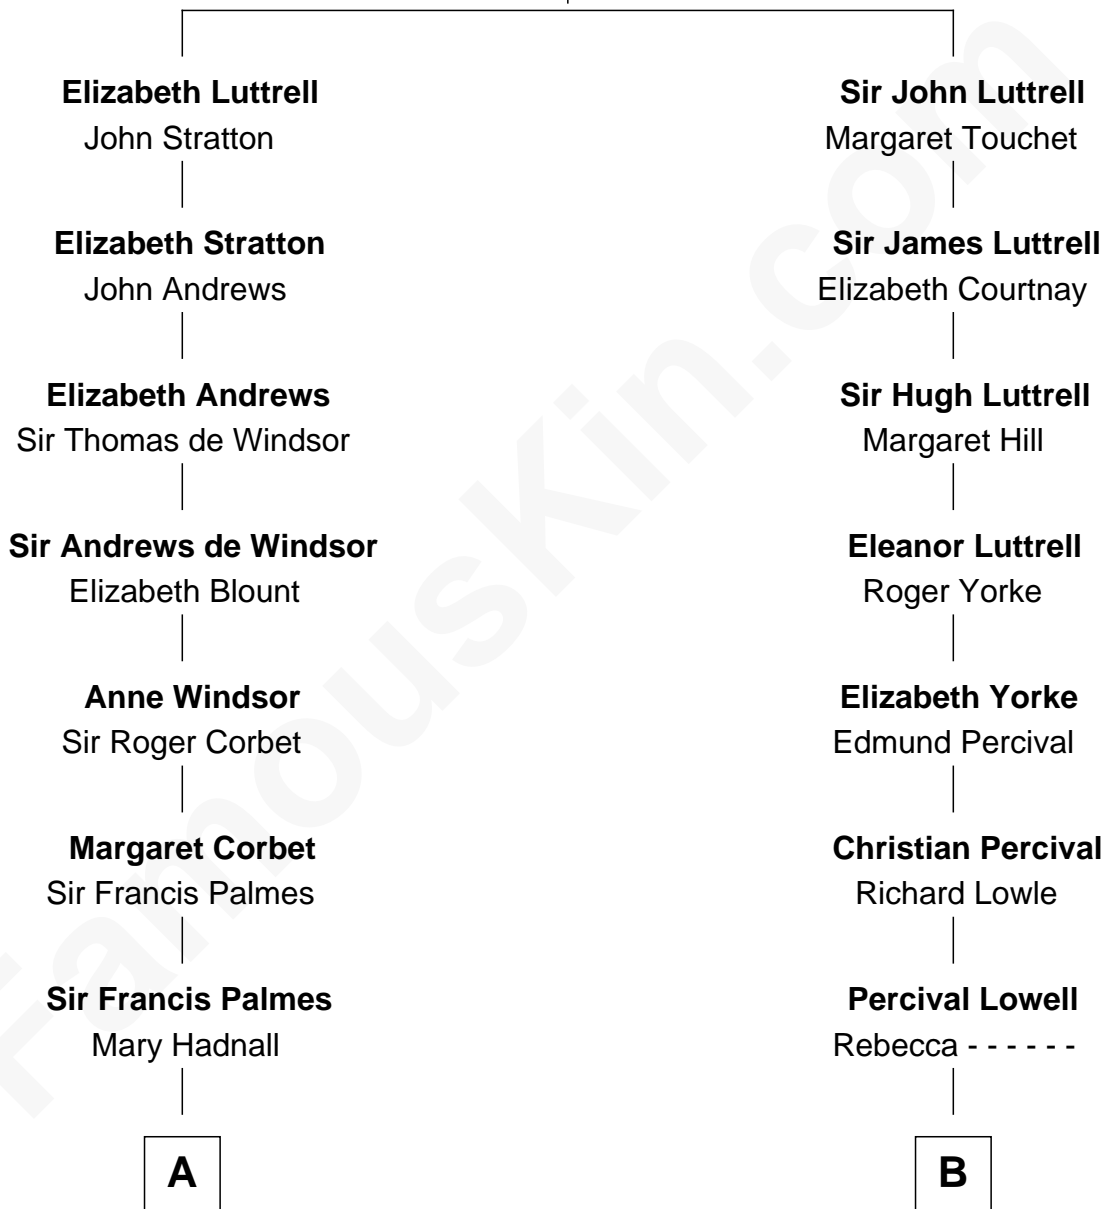 Elizabeth Luttrell
John Stratton
Elizabeth Stratton
John Andrews
Elizabeth Andrews
Sir Thomas de Windsor
Sir Andrews de Windsor
Elizabeth Blount
Anne Windsor
Sir Roger Corbet
Margaret Corbet
Sir Francis Palmes
Sir Francis Palmes
Mary Hadnall
A
Sir John Luttrell
Margaret Touchet
Sir James Luttrell
Elizabeth Courtnay
Sir Hugh Luttrell
Margaret Hill
Eleanor Luttrell
Roger Yorke
Elizabeth Yorke
Edmund Percival
Christian Percival
Richard Lowle
Percival Lowell
Rebecca - - - - - -
B
FamousKin.com